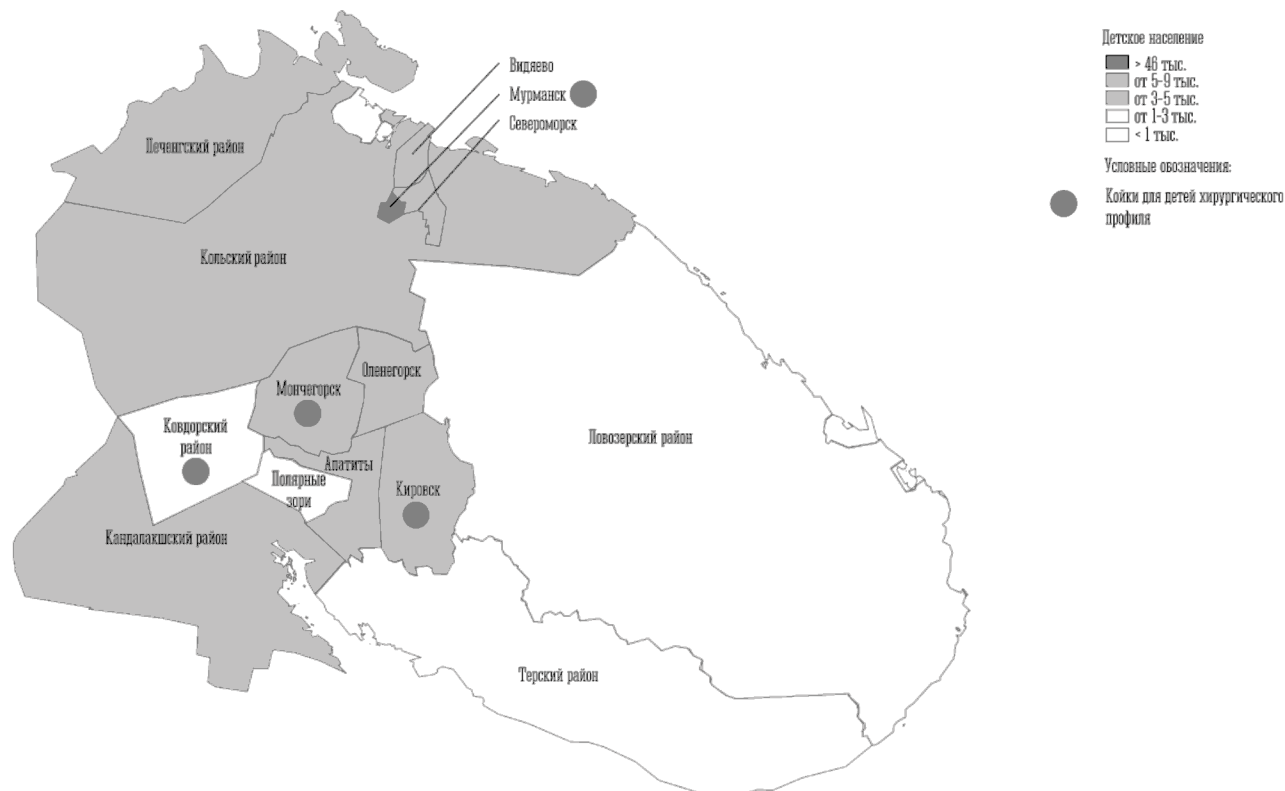 Детское население
> 46 тыс.
от 5-9 тыс.
от 3-5 тыс.
от 1-3 тыс.
< 1 тыс.
Условные обозначения:
Койки для детей хирургического
профиля
Видяево
Мурманск
Североморск
Печенгский район
Кольский район
Оленегорск
Мончегорск
Ковдорский
район
Ловозерский район
Апатиты
Полярные
зори
Кировск
Кандалакшский район
Терский район